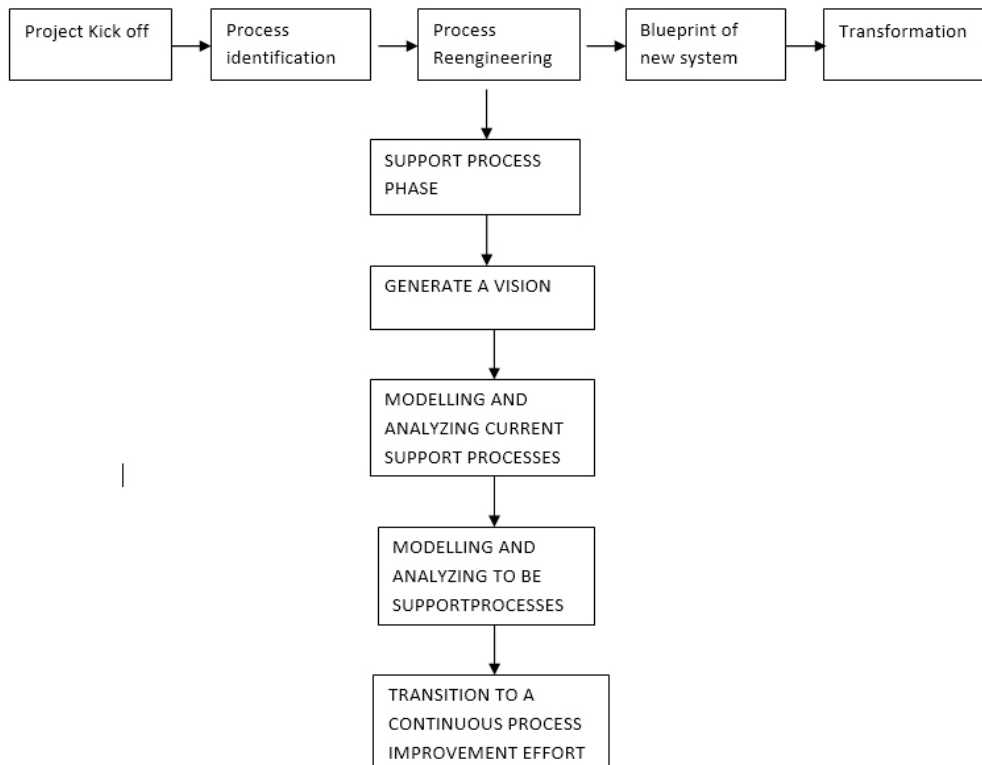 Project Kick off
Process
identification
Process
Reengineering
Blueprint of
new system
Transformation
SUPPORT PROCESS
PHASE
GENERATE A VISION
MODELLING AND
ANALYZING CURRENT
SUPPORT PROCESSES
MODELLING AND
ANALYZING TO BE
SUPPORTPROCESSES
TRANSITION TO A
CONTINUOUS PROCESS
IMPROVEMENT EFFORT